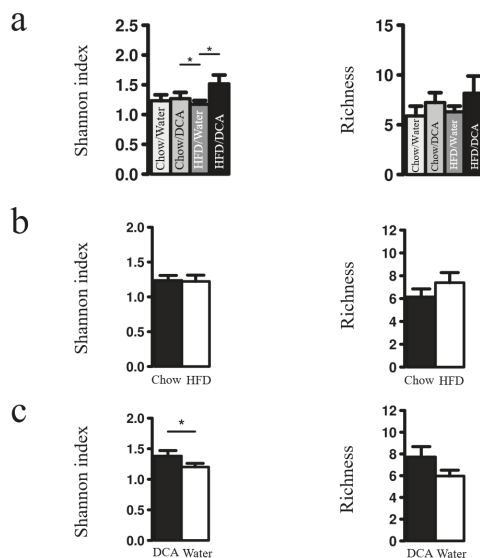 a
Shannon index
2.5
2.0
1.5
1.0
0.5
0.0
* *
Chow/Water
Chow/DCA
HFD/Water
HFD/DCA
Richness
15
10
5
0
Chow/Water
Chow/DCA
HFD/Water
HFD/DCA
b
Shannon index
2.0
1.5
1.0
0.5
0.0
Chow HFD
Richness
12
10
8
6
4
2
0
Chow HFD
c
Shannon index
2.0
1.5
1.0
0.5
0.0
*
DCA Water
Richness
12
10
8
6
4
2
0
DCA Water